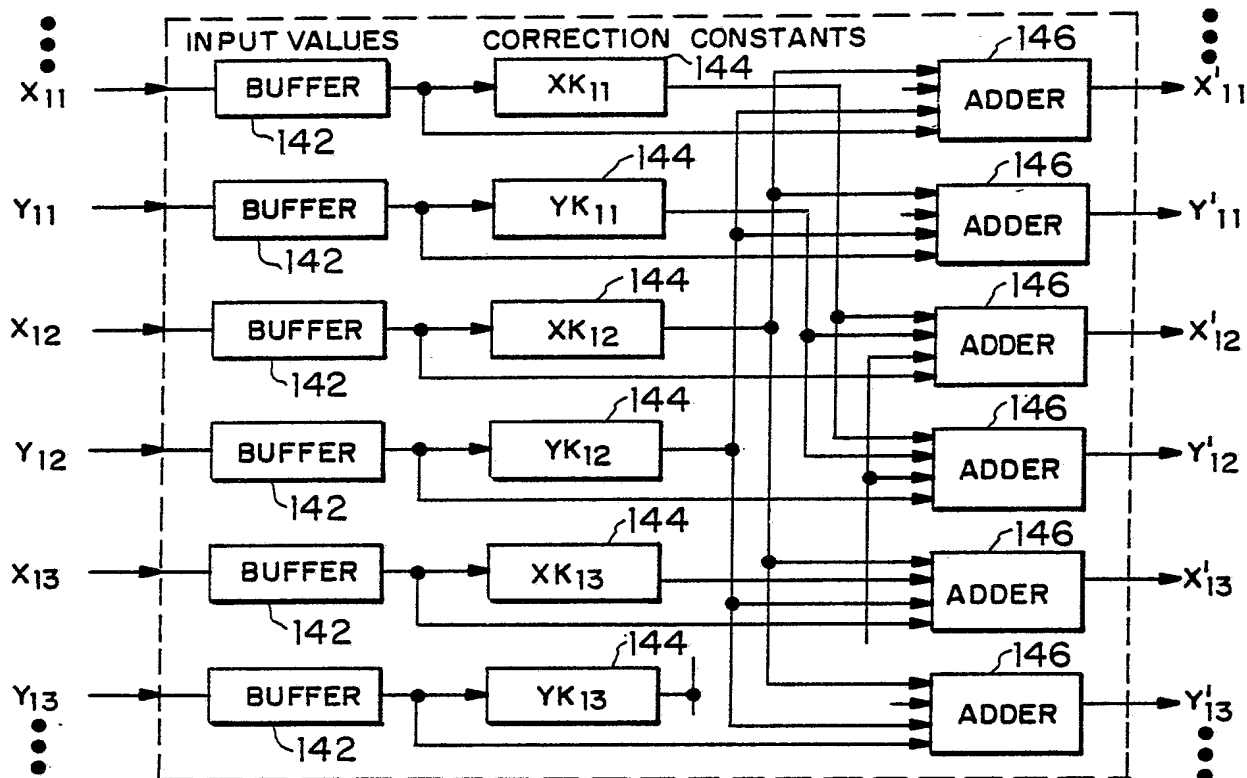 INPUT VALUES CORRECTION CONSTANTS
X11 BUFFER 142 XK11 144 ADDER 146 X'11
Y11 BUFFER 142 YK11 144 ADDER 146 Y'11
X12 BUFFER 142 XK12 144 ADDER 146 X'12
Y12 BUFFER 142 YK12 144 ADDER 146 Y'12
X13 BUFFER 142 XK13 144 ADDER 146 X'13
Y13 BUFFER 142 YK13 144 ADDER 146 Y'13